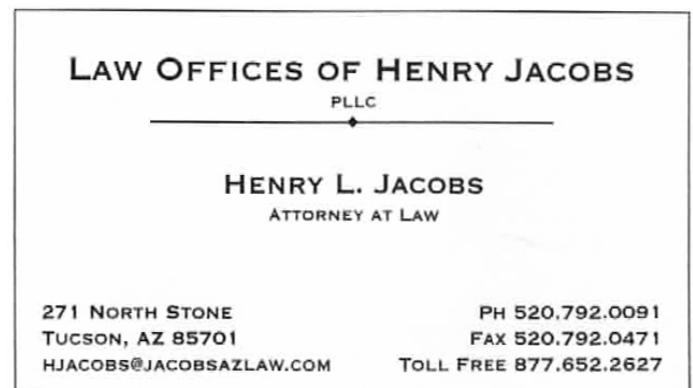 LAW OFFICES OF HENRY JACOBS
PLLC
HENRY L. JACOBS
ATTORNEY AT LAW
271 NORTH STONE
TUCSON, AZ 85701
HJACOBS@JACOBSAZLAW.COM
PH 520.792.0091
FAX 520.792.0471
TOLL FREE 877.652.2627